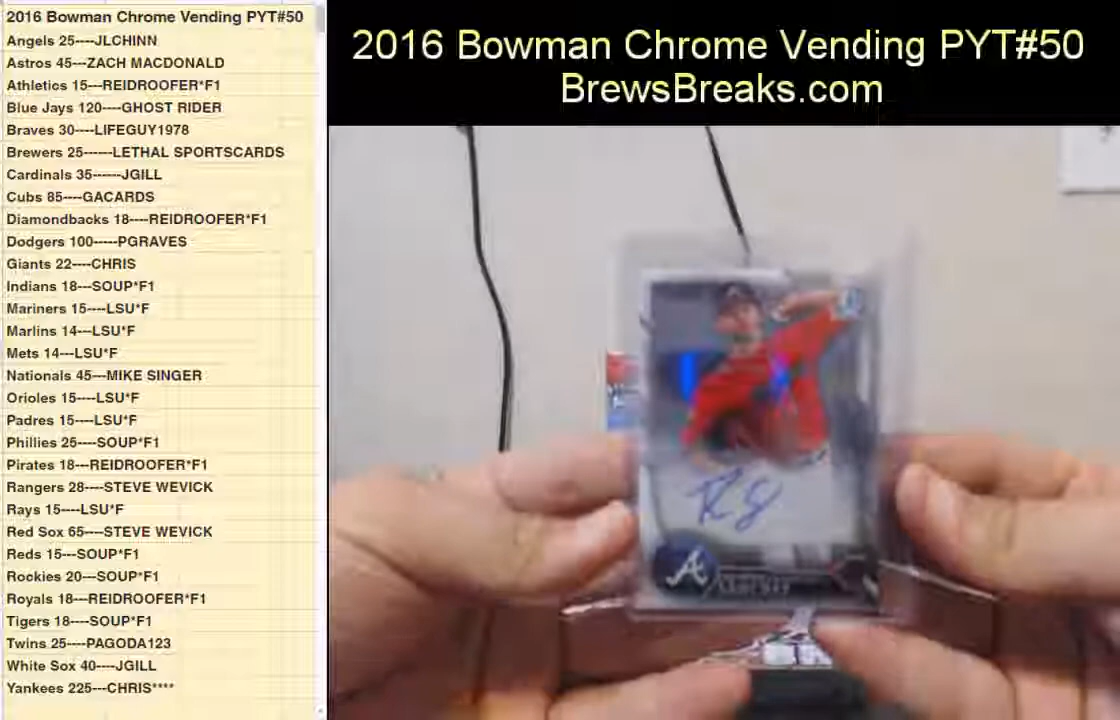 2016 Bowman Chrome Vending PYT#50
Angels 25---JLCHINN
Astros 45---ZACH MACDONALD
Athletics 15---REIDROOFER*F1
Blue Jays 120----GHOST RIDER
Braves 30----LIFEGUY1978
Brewers 25------LETHAL SPORTSCARDS
Cardinals 35------JGILL
Cubs 85----GACARDS
Diamondbacks 18----REIDROOFER*F1
Dodgers 100-----PGRAVES
Giants 22----CHRIS
Indians 18---SOUP*F1
Mariners 15----LSU*F
Marlins 14---LSU*F
Mets 14---LSU*F
Nationals 45----MIKE SINGER
Orioles 15----LSU*F
Padres 15----LSU*F
Phillies 25----SOUP*F1
Pirates 18---REIDROOFER*F1
Rangers 28----STEVE WEVICK
Rays 15----LSU*F
Red Sox 65----STEVE WEVICK
Reds 15---SOUP*F1
Rockies 20---SOUP*F1
Royals 18---REIDROOFER*F1
Tigers 18----SOUP*F1
Twins 25----PAGODA123
White Sox 40----JGILL
Yankees 225---CHRIS****
2016 Bowman Chrome Vending PYT#50
BrewsBreaks.com
A